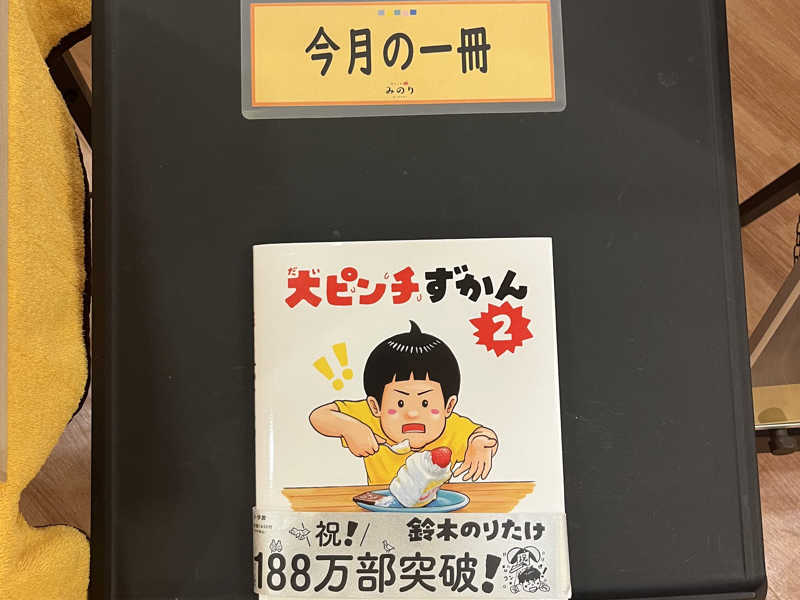 今月の一冊
みのり
だい
大ピンチずかん
2
!!
祝!
鈴木のりたけ
188万部突破!